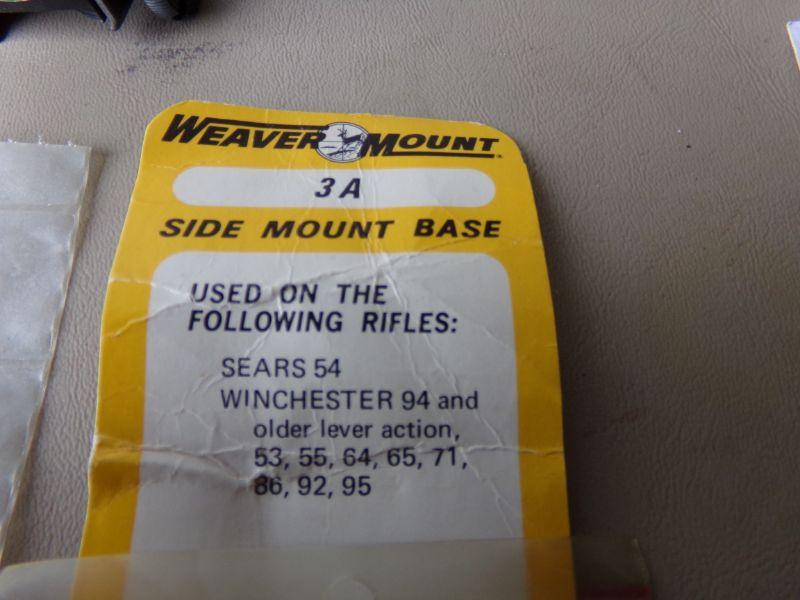 WEAVER MOUNT
3A
SIDE MOUNT BASE
USED ON THE
FOLLOWING RIFLES:
SEARS 54
WINCHESTER 94 and
older lever action,
53, 55, 64, 65, 71,
86, 92, 95